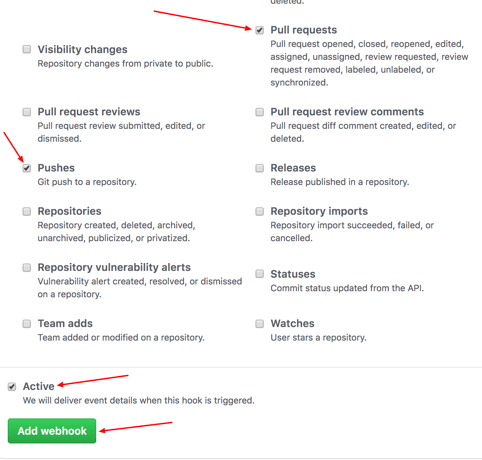 deleted.
Pull requests
Pull request opened, closed, reopened, edited,
assigned, unassigned, review requested, review
request removed, labeled, unlabeled, or
synchronized.
Visibility changes
Repository changes from private to public.
Pull request reviews
Pull request review submitted, edited, or
dismissed.
Pull request review comments
Pull request diff comment created, edited, or
deleted.
Pushes
Git push to a repository.
Releases
Release published in a repository.
Repositories
Repository created, deleted, archived,
unarchived, publicized, or privatized.
Repository imports
Repository import succeeded, failed, or
cancelled.
Repository vulnerability alerts
Vulnerability alert created, resolved, or dismissed
on a repository.
Statuses
Commit status updated from the API.
Team adds
Team added or modified on a repository.
Watches
User stars a repository.
Active
We will deliver event details when this hook is triggered.
Add webhook